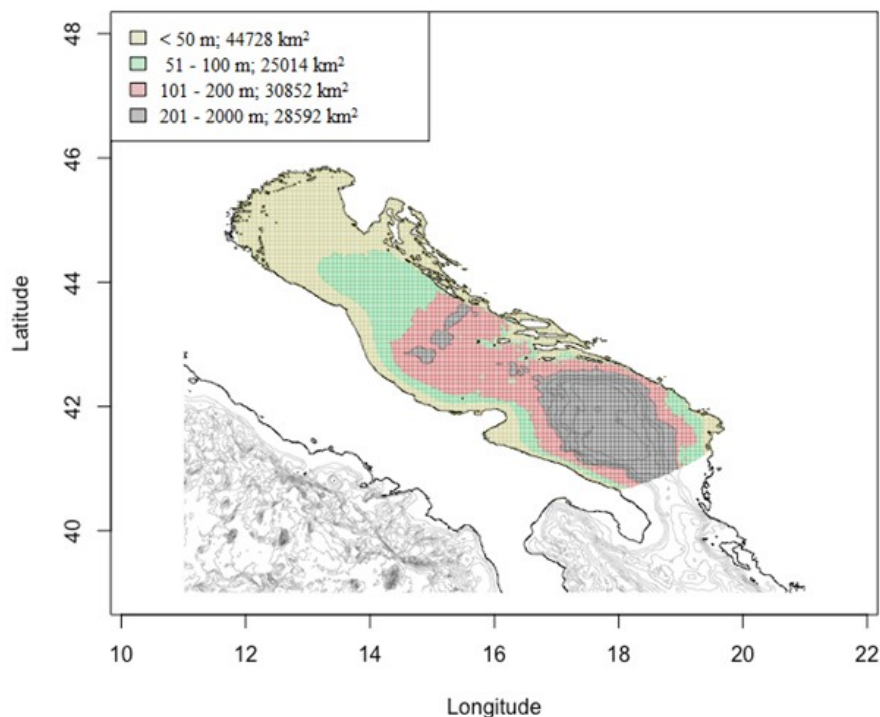 < 50 m; 44728 km²
51 - 100 m; 25014 km²
101 - 200 m; 30852 km²
201 - 2000 m; 28592 km²
48
46
44
42
40
Latitude
10 12 14 16 18 20 22
Longitude